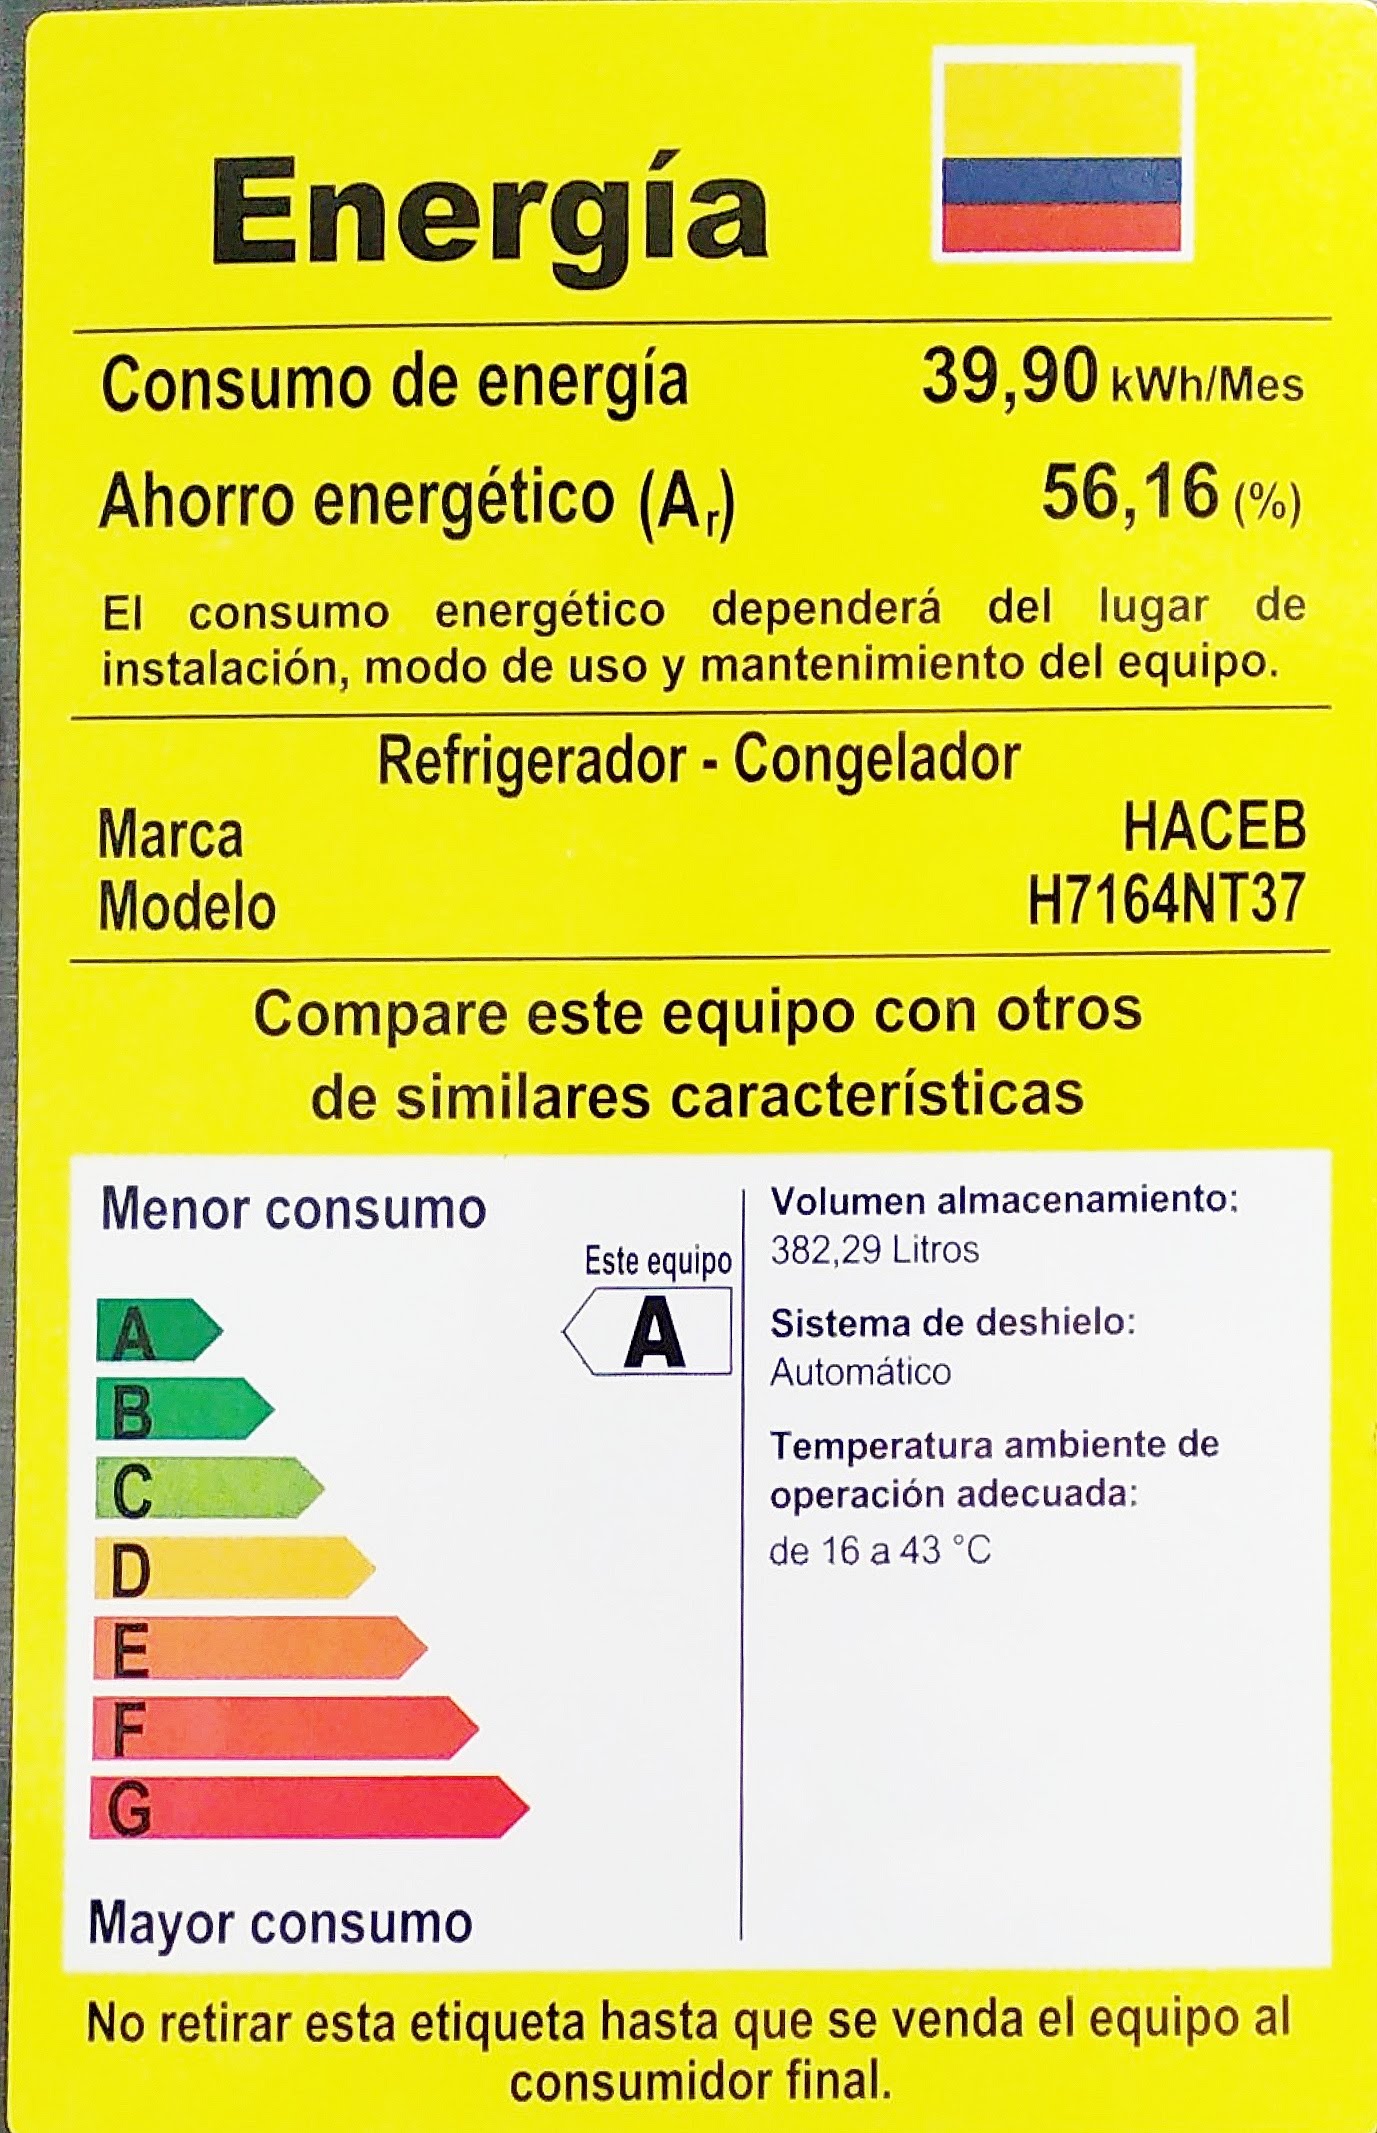 Energía
Consumo de energía 39,90 kWh/Mes
Ahorro energético (Ar) 56,16 (%)
El consumo energético dependerá del lugar de
instalación, modo de uso y mantenimiento del equipo.
Refrigerador - Congelador
Marca HACEB
Modelo H7164NT37
Compare este equipo con otros
de similares características
Menor consumo
Este equipo
A
A
B
C
D
E
F
G
Mayor consumo
Volumen almacenamiento:
382,29 Litros
Sistema de deshielo:
Automático
Temperatura ambiente de
operación adecuada:
de 16 a 43 °C
No retirar esta etiqueta hasta que se venda el equipo al
consumidor final.